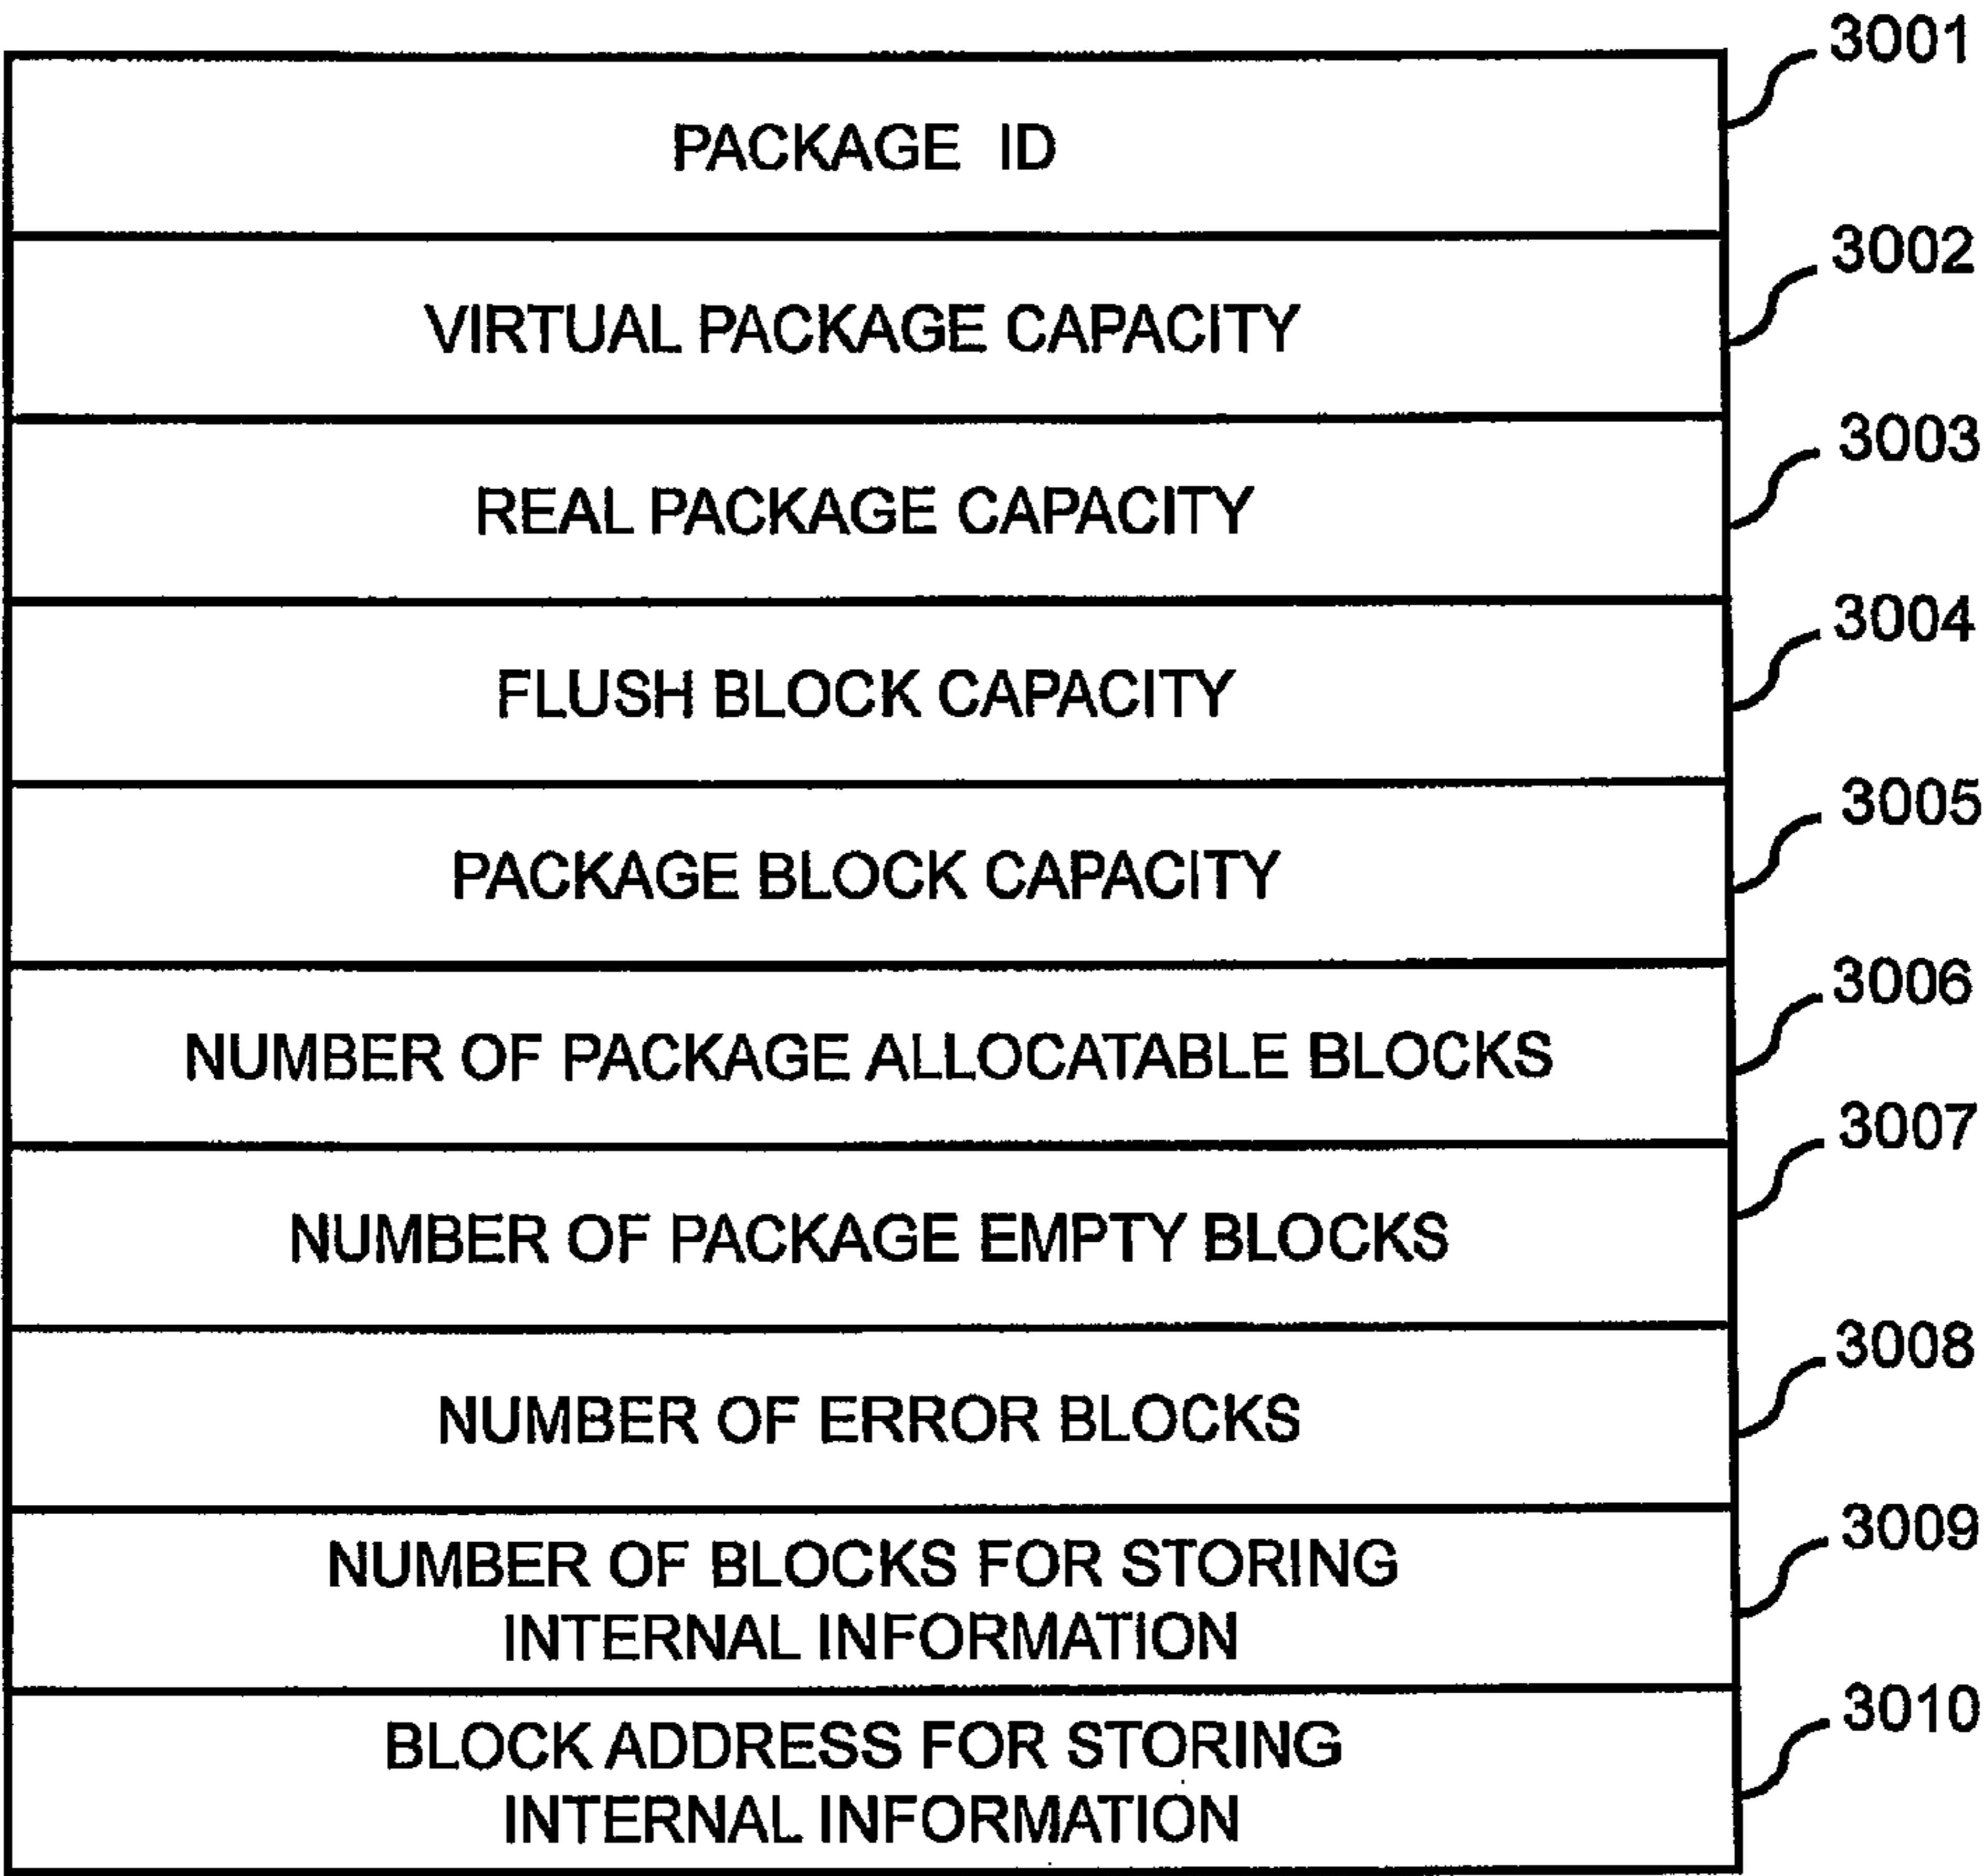 3001
PACKAGE ID
3002
VIRTUAL PACKAGE CAPACITY
3003
REAL PACKAGE CAPACITY
3004
FLUSH BLOCK CAPACITY
3005
PACKAGE BLOCK CAPACITY
3006
NUMBER OF PACKAGE ALLOCATABLE BLOCKS
3007
NUMBER OF PACKAGE EMPTY BLOCKS
3008
NUMBER OF ERROR BLOCKS
3009
NUMBER OF BLOCKS FOR STORING
INTERNAL INFORMATION
3010
BLOCK ADDRESS FOR STORING
INTERNAL INFORMATION